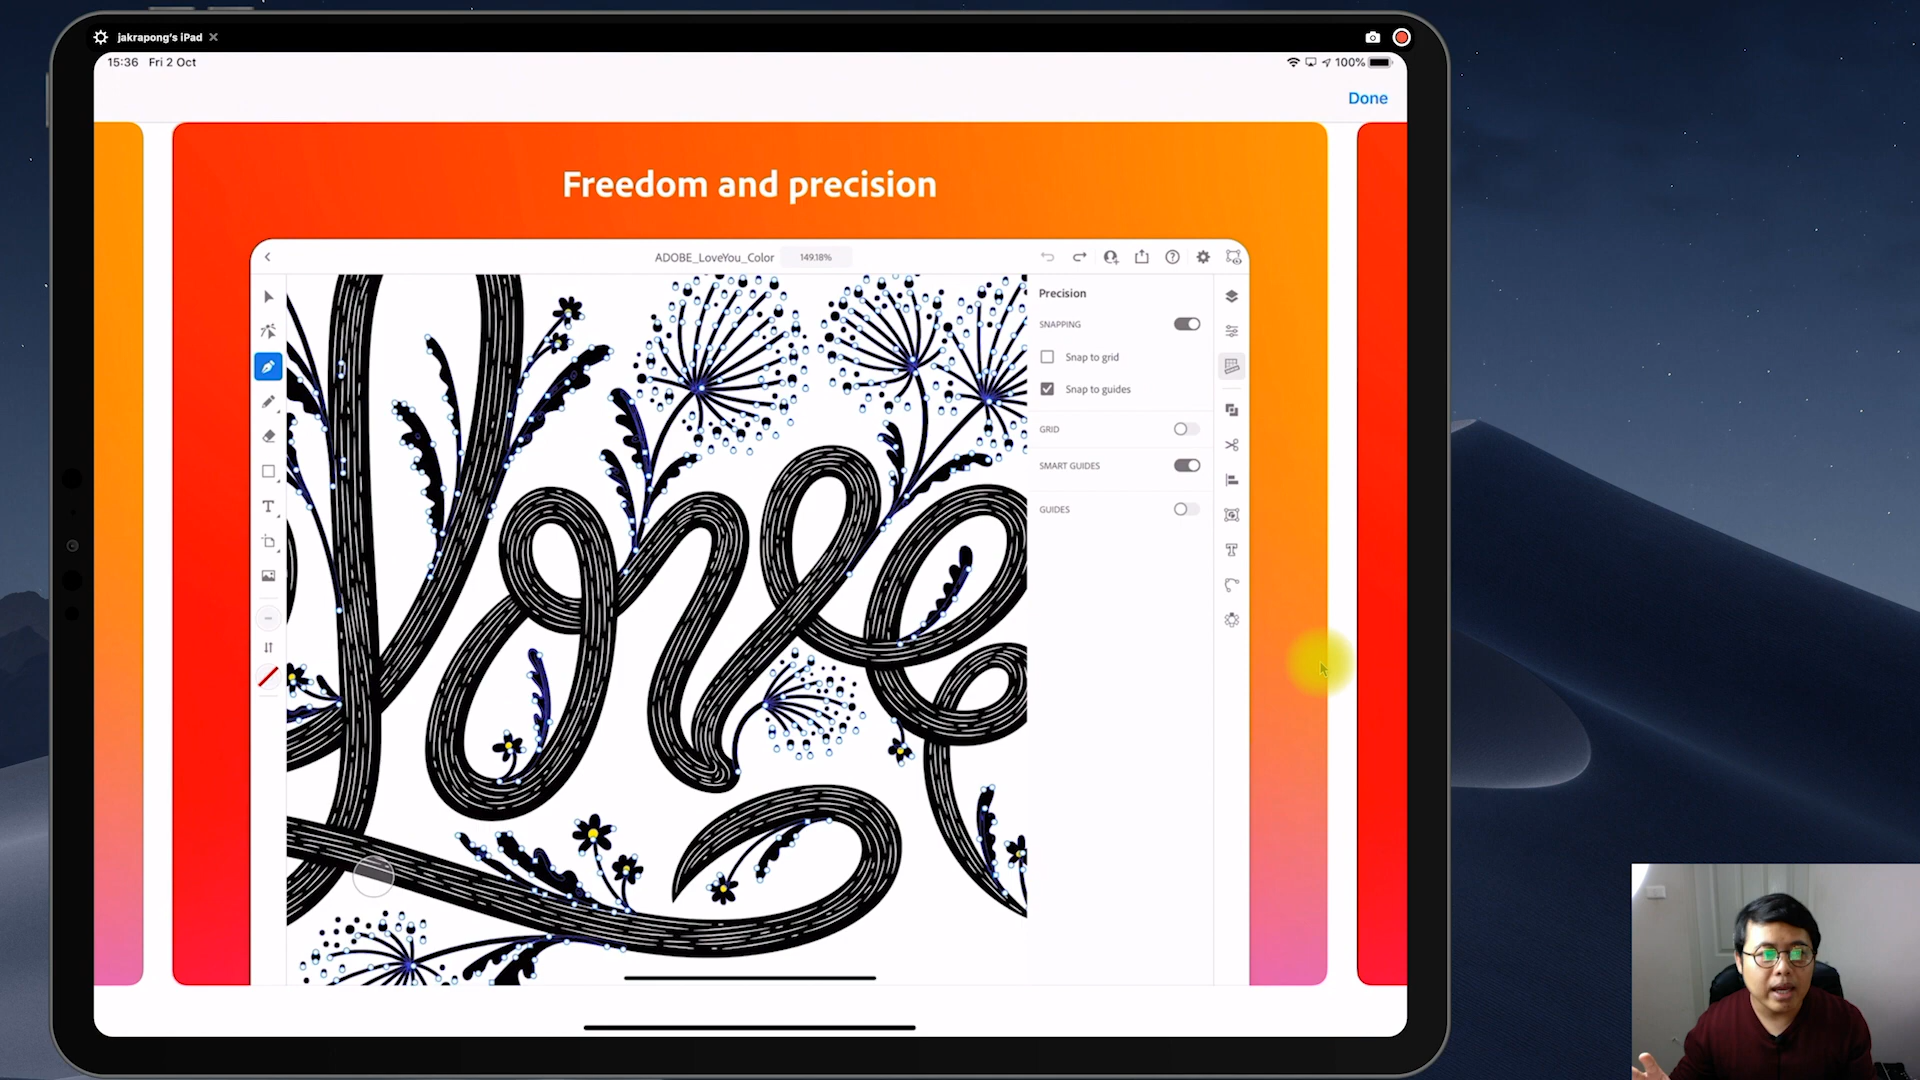 jakrapong's iPad
15:36 Fri 2 Oct
100%
Done
Freedom and precision
ADOBE_LoveYou_Color 149.18%
Precision
SNAPPING
Snap to grid
Snap to guides
GRID
SMART GUIDES
GUIDES
love